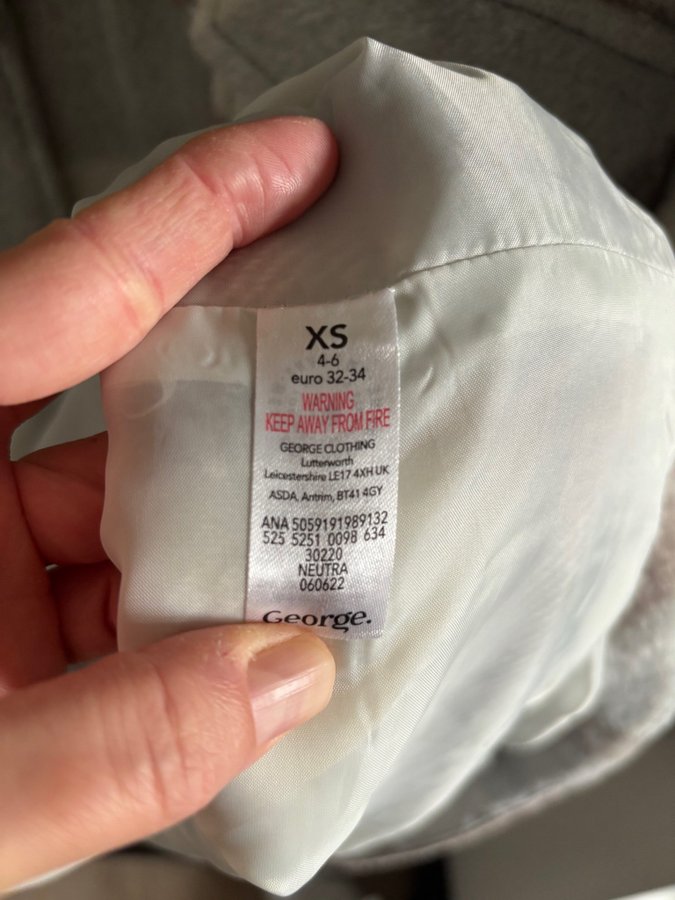 XS
4-6
euro 32-34
WARNING
KEEP AWAY FROM FIRE
GEORGE CLOTHING
Lutterworth
Leicestershire LE17 4XH UK
ASDA, Antrim, BT41 4GY
ANA 5059191989132
525 5251 0098 634
30220
NEUTRA
060622
George.